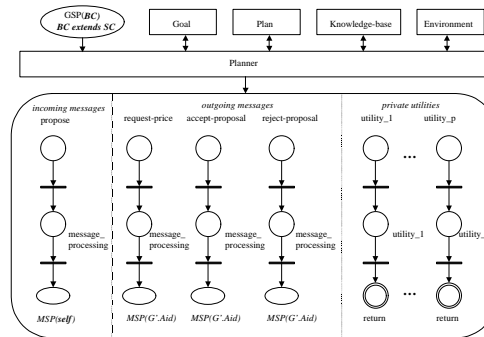 GSP(BC)
BC extends SC
Goal
Plan
Knowledge-base
Environment
Planner
incoming messages
outgoing messages
private utilities
propose
request-price
accept-proposal
reject-proposal
utility_1
utility_p
...
message_
processing
message_
processing
message_
processing
message_
processing
utility_1
utility_p
...
MSP(self)
MSP(G'.Aid)
MSP(G'.Aid)
MSP(G'.Aid)
return
return